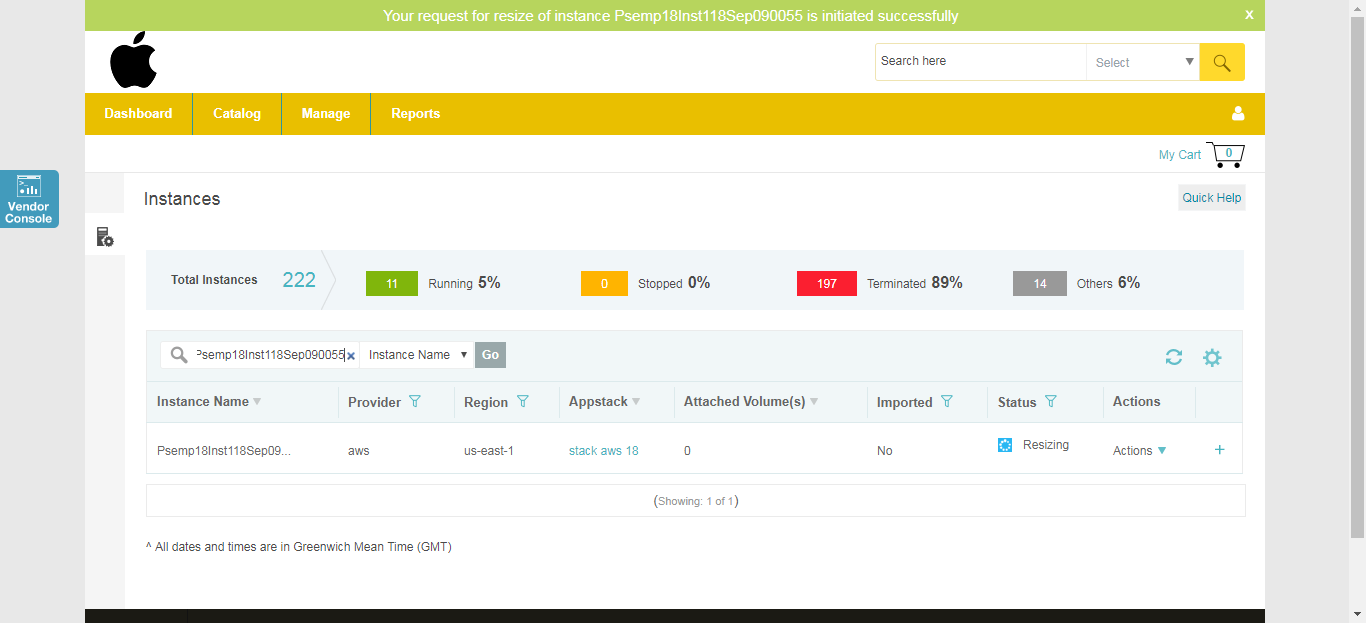 Your request for resize of instance Psemp18Inst118Sep090055 is initiated successfully x
Search here Select
Dashboard Catalog Manage Reports
My Cart 0
Vendor Console
Instances Quick Help
Total Instances 222 11 Running 5% 0 Stopped 0% 197 Terminated 89% 14 Others 6%
Psemp18Inst118Sep090055 x Instance Name Go
Instance Name Provider Region Appstack Attached Volume(s) Imported Status Actions
Psemp18Inst118Sep09... aws us-east-1 stack aws 18 0 No Resizing Actions +
(Showing: 1 of 1)
^ All dates and times are in Greenwich Mean Time (GMT)